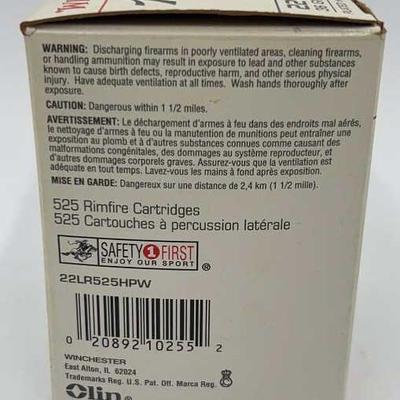 22
WARNING: Discharging firearms in poorly ventilated areas, cleaning firearms,
or handling ammunition may result in exposure to lead and other substances
known to cause birth defects, reproductive harm, and other serious physical
injury. Have adequate ventilation at all times. Wash hands thoroughly after
exposure.
CAUTION: Dangerous within 1 1/2 miles.
AVERTISSEMENT: Le déchargement d'armes à feu dans des endroits mal aérés,
le nettoyage d'armes à feu ou la manutention de munitions peut entraîner une
exposition au plomb et à d'autres substances connues comme causant des
malformations congénitales, des dommages au système reproducteur, et
d'autres dommages corporels graves. Assurez-vous que la ventilation est
d'adéquate en tout temps. Lavez-vous les mains à fond après exposition.
MISE EN GARDE: Dangereux sur une distance de 2,4 km (1 1/2 mille).
525 Rimfire Cartridges
525 Cartouches à percussion latérale
SAFETY 1 FIRST
ENJOY OUR SPORT
®
22LR525HPW
0 20892 10255 2
WINCHESTER
East Alton, IL 62024
Trademarks Reg. U.S. Pat. Off. Marca Reg.
Olin